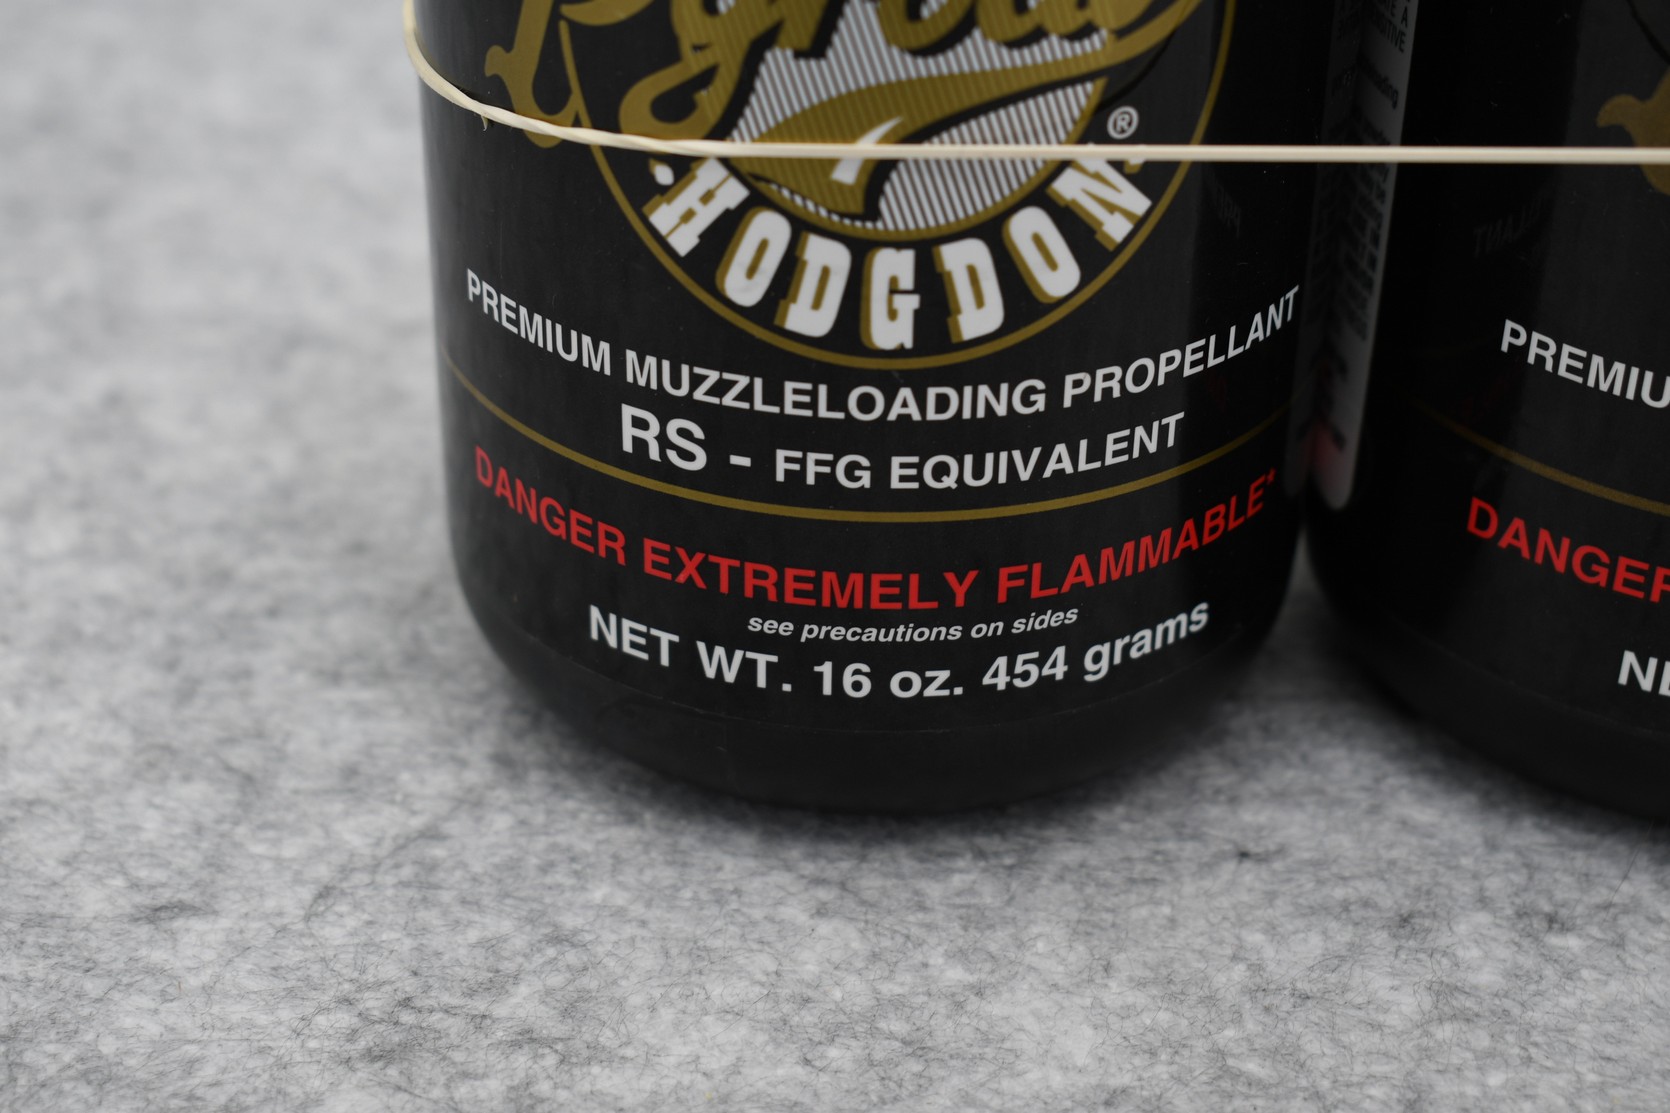 ®
HODGDON
PREMIUM MUZZLELOADING PROPELLANT
RS - FFG EQUIVALENT
DANGER EXTREMELY FLAMMABLE*
see precautions on sides
NET WT. 16 oz. 454 grams
PREMIU
DANGER
NE